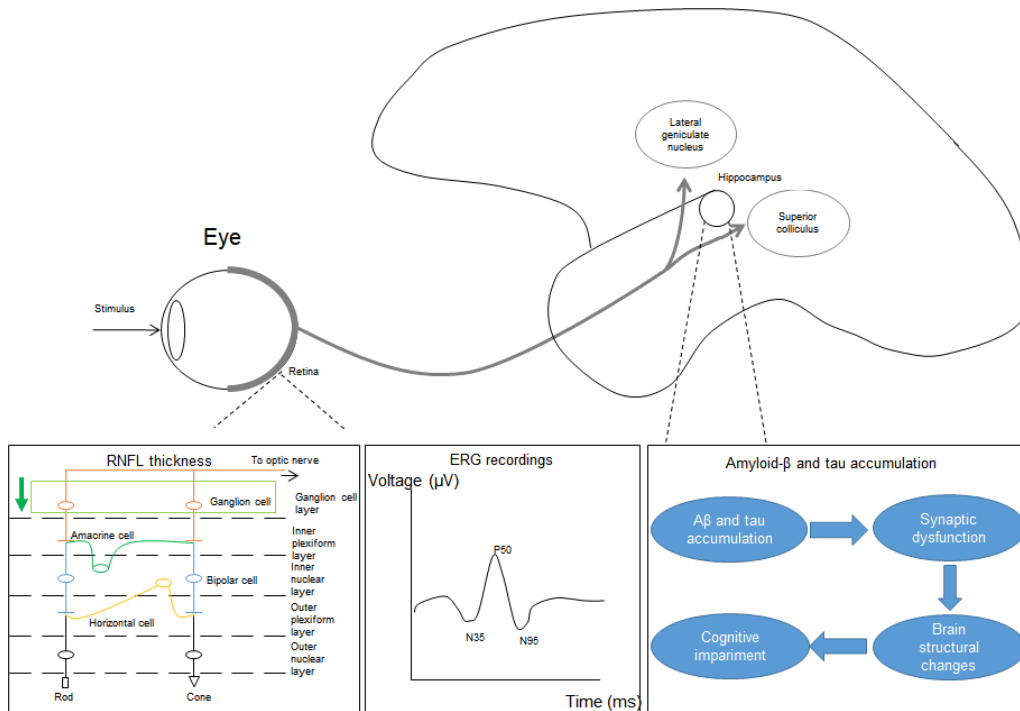 Lateral
geniculate
nucleus
Hippocampus
Superior
colliculus
Eye
Stimulus
Retina
RNFL thickness
To optic nerve
Ganglion cell
Ganglion cell
layer
Amacrine cell
Inner
plexiform
layer
Bipolar cell
Inner
nuclear
layer
Horizontal cell
Outer
plexiform
layer
Outer
nuclear
layer
Rod
Cone
ERG recordings
Voltage (µV)
P50
N35
N95
Time (ms)
Amyloid-β and tau accumulation
Aβ and tau
accumulation
Synaptic
dysfunction
Brain
structural
changes
Cognitive
impariment